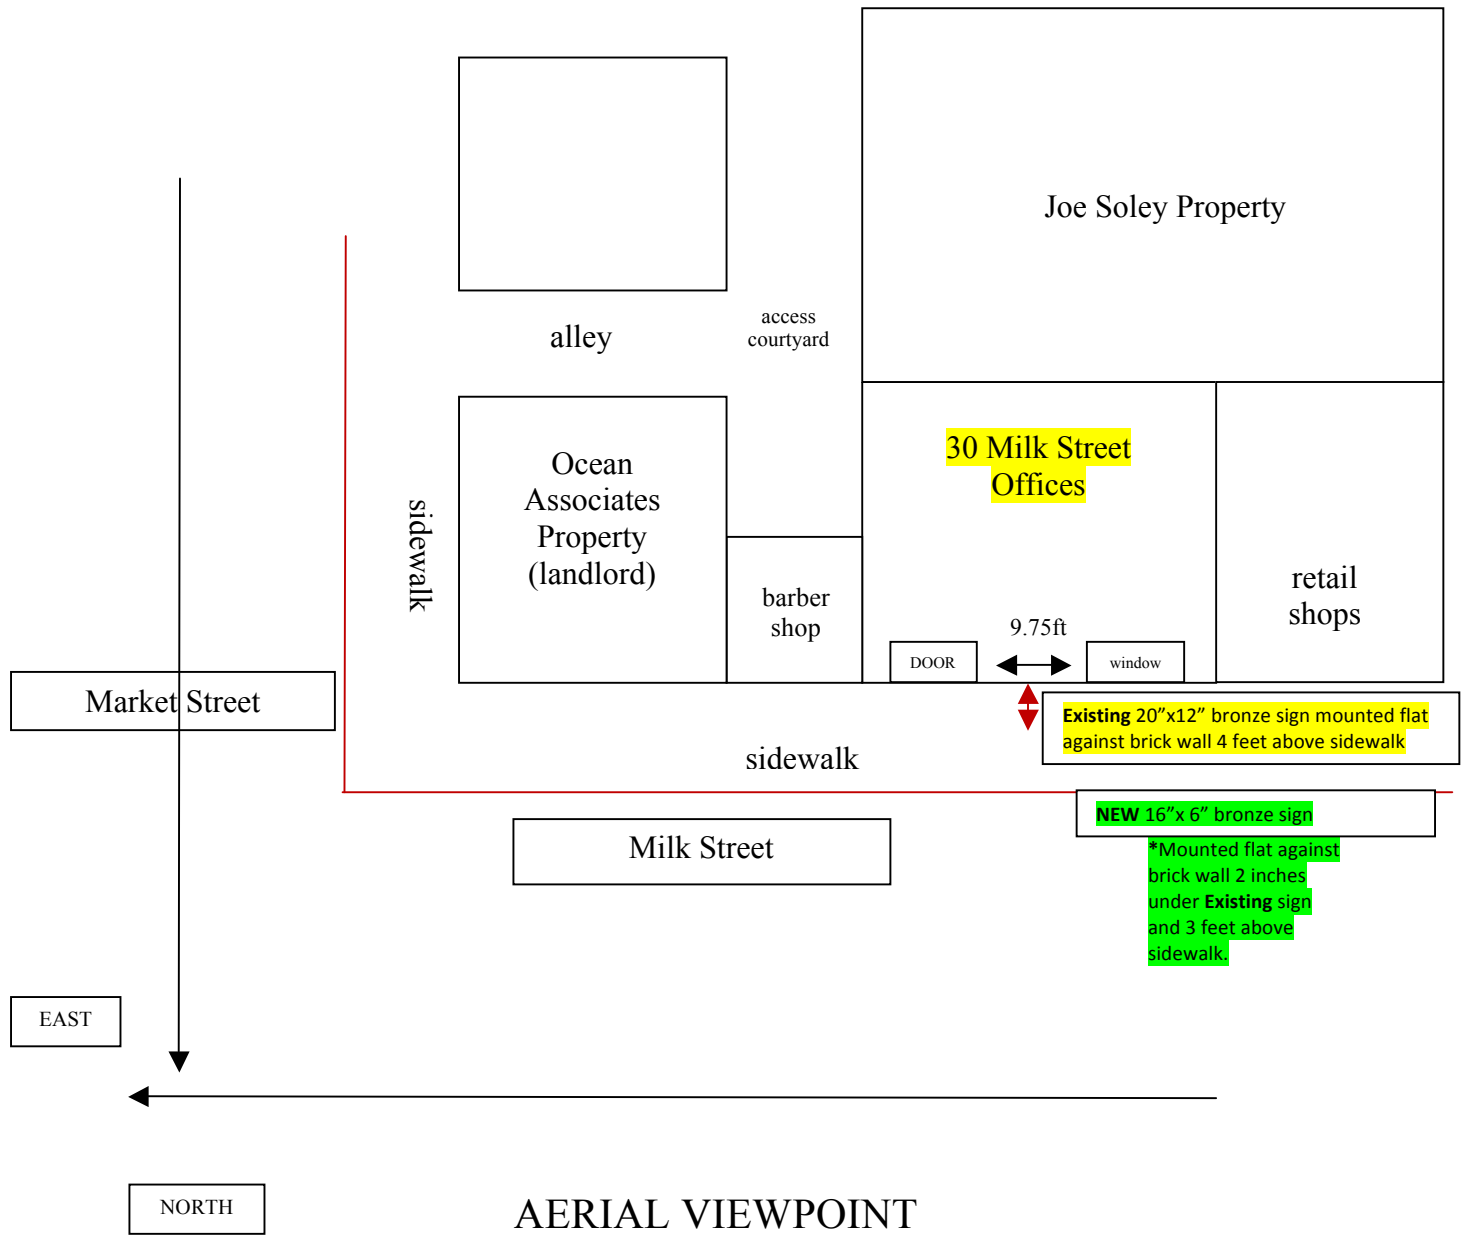 Joe Soley Property
alley
access
courtyard
30 Milk Street
Offices
Ocean
Associates
Property
(landlord)
sidewalk
barber
shop
retail
shops
9.75ft
DOOR
window
Market Street
Existing 20”x12” bronze sign mounted flat
against brick wall 4 feet above sidewalk
sidewalk
NEW 16”x 6” bronze sign
*Mounted flat against
brick wall 2 inches
under Existing sign
and 3 feet above
sidewalk.
Milk Street
EAST
NORTH
AERIAL VIEWPOINT